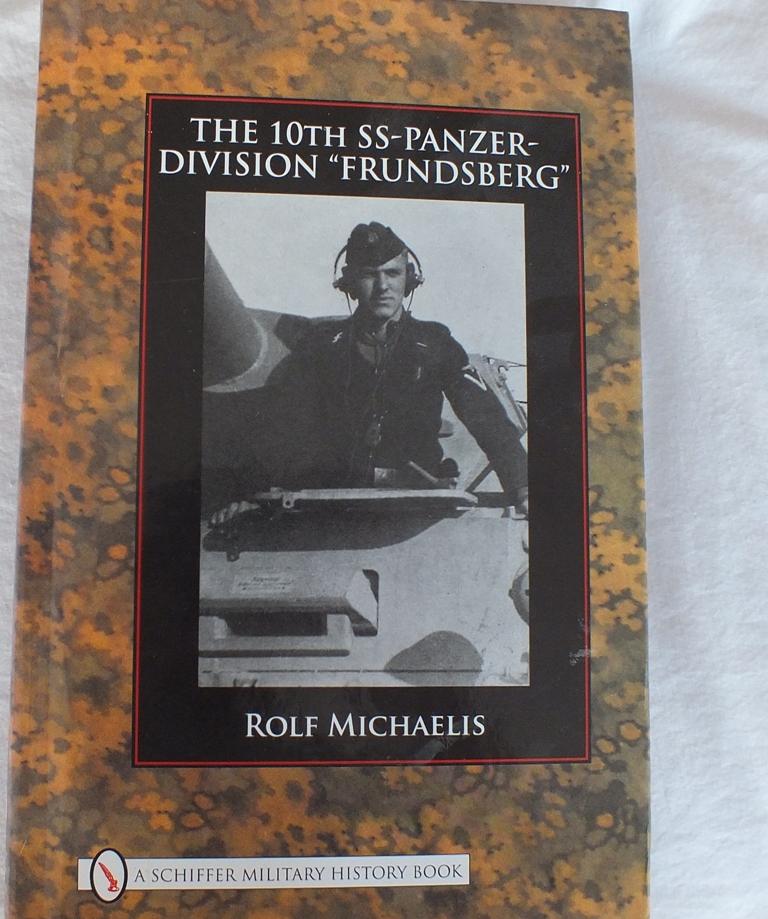 THE 10TH SS-PANZER-
DIVISION “FRUNDSBERG”
ROLF MICHAELIS
A SCHIFFER MILITARY HISTORY BOOK